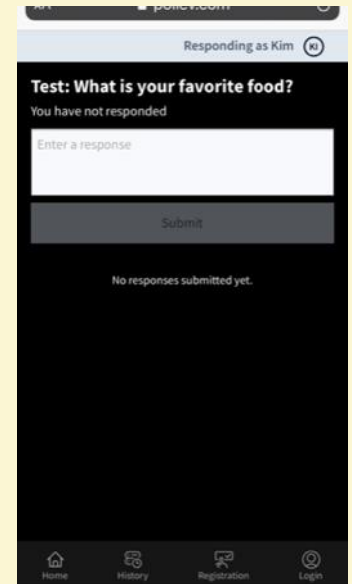 pollev.com
Responding as Kim KI
Test: What is your favorite food?
You have not responded
Enter a response
Submit
No responses submitted yet.
Home History Registration Login